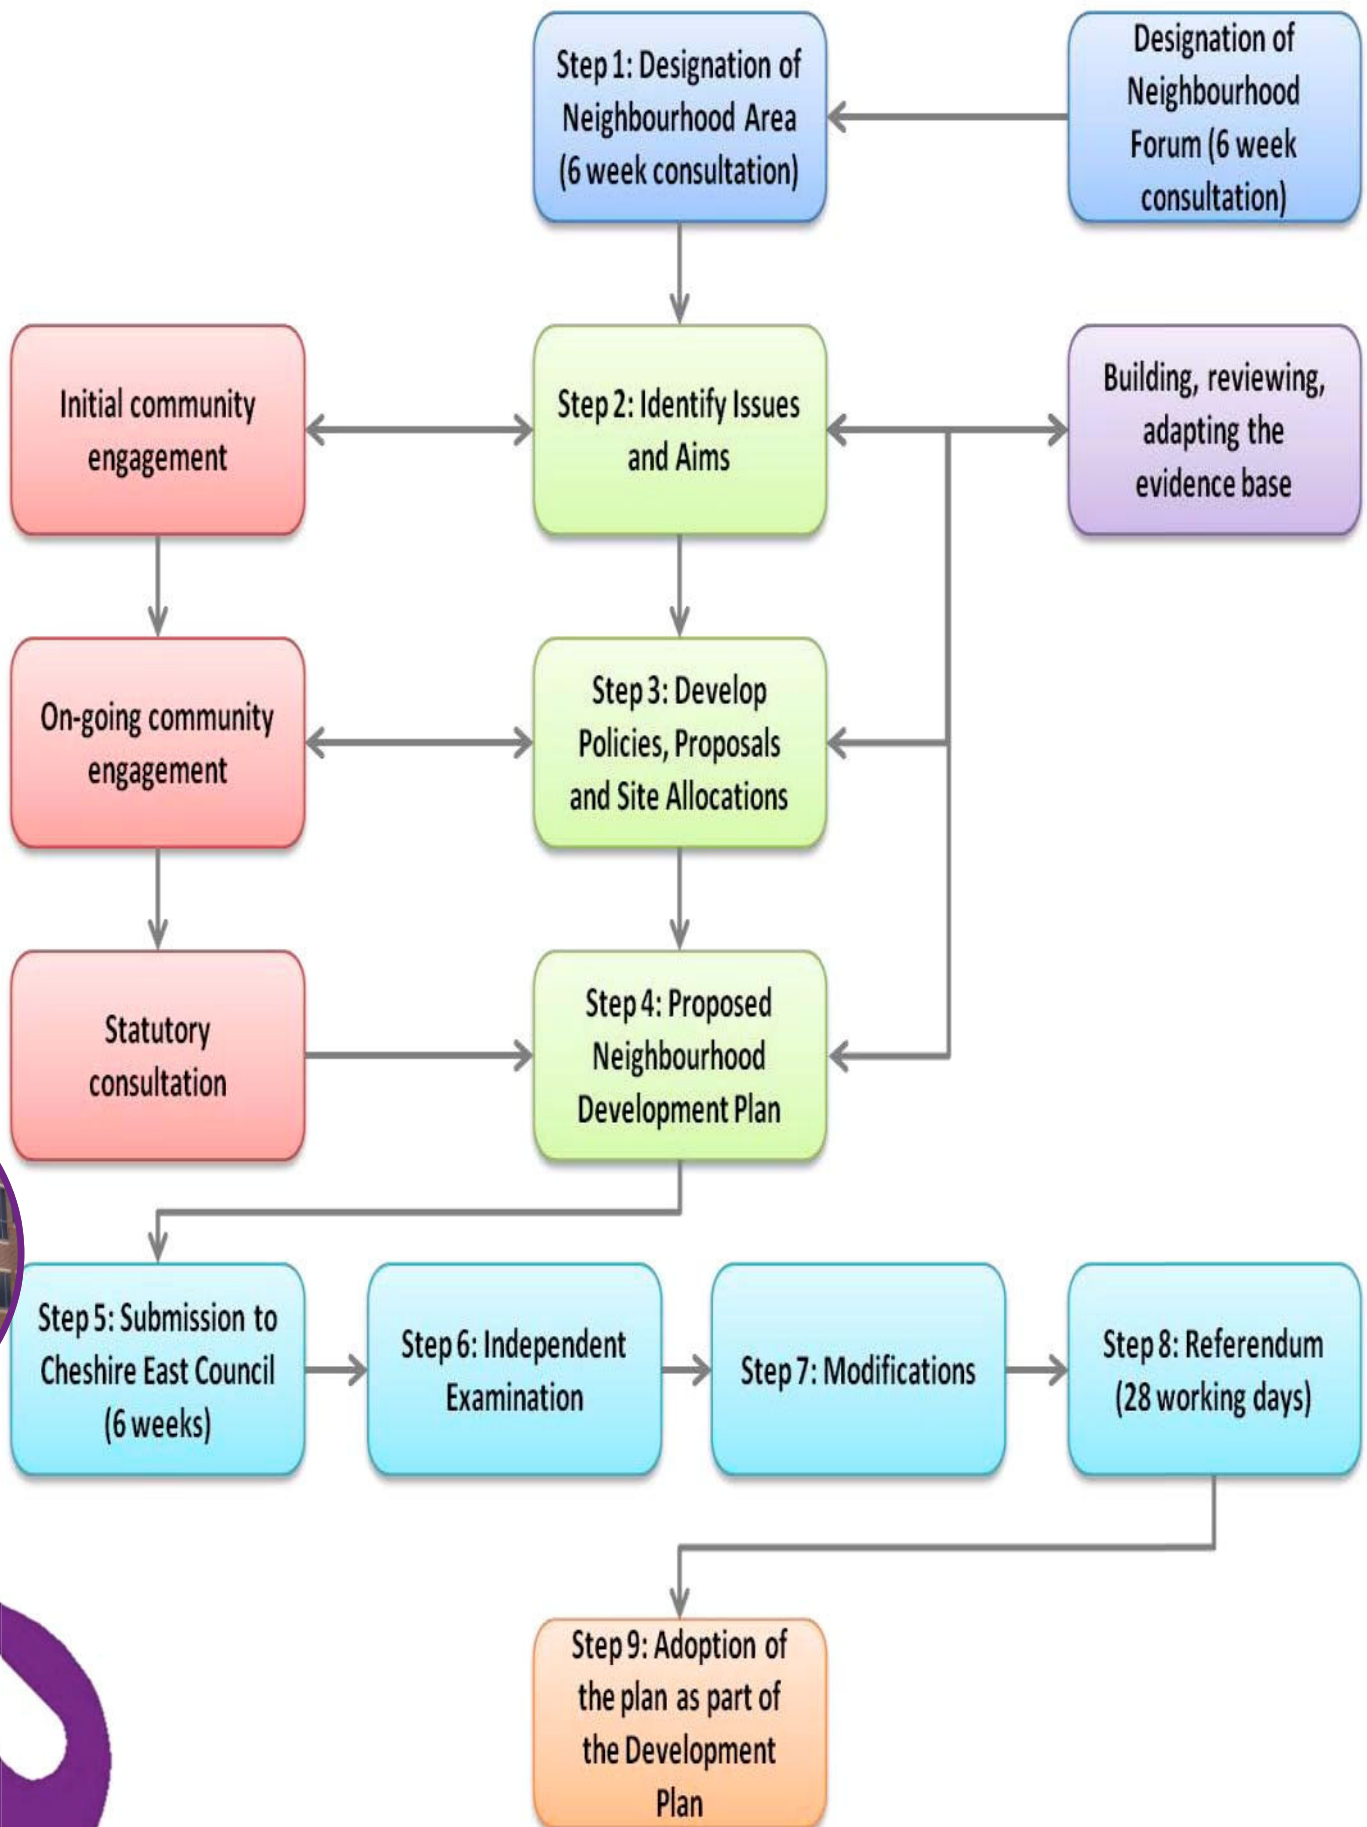 Step 1: Designation of
Neighbourhood Area
(6 week consultation)
Designation of
Neighbourhood
Forum (6 week
consultation)
Initial community
engagement
Step 2: Identify Issues
and Aims
Building, reviewing,
adapting the
evidence base
On-going community
engagement
Step 3: Develop
Policies, Proposals
and Site Allocations
Statutory
consultation
Step 4: Proposed
Neighbourhood
Development Plan
Step 5: Submission to
Cheshire East Council
(6 weeks)
Step 6: Independent
Examination
Step 7: Modifications
Step 8: Referendum
(28 working days)
Step 9: Adoption of
the plan as part of
the Development
Plan